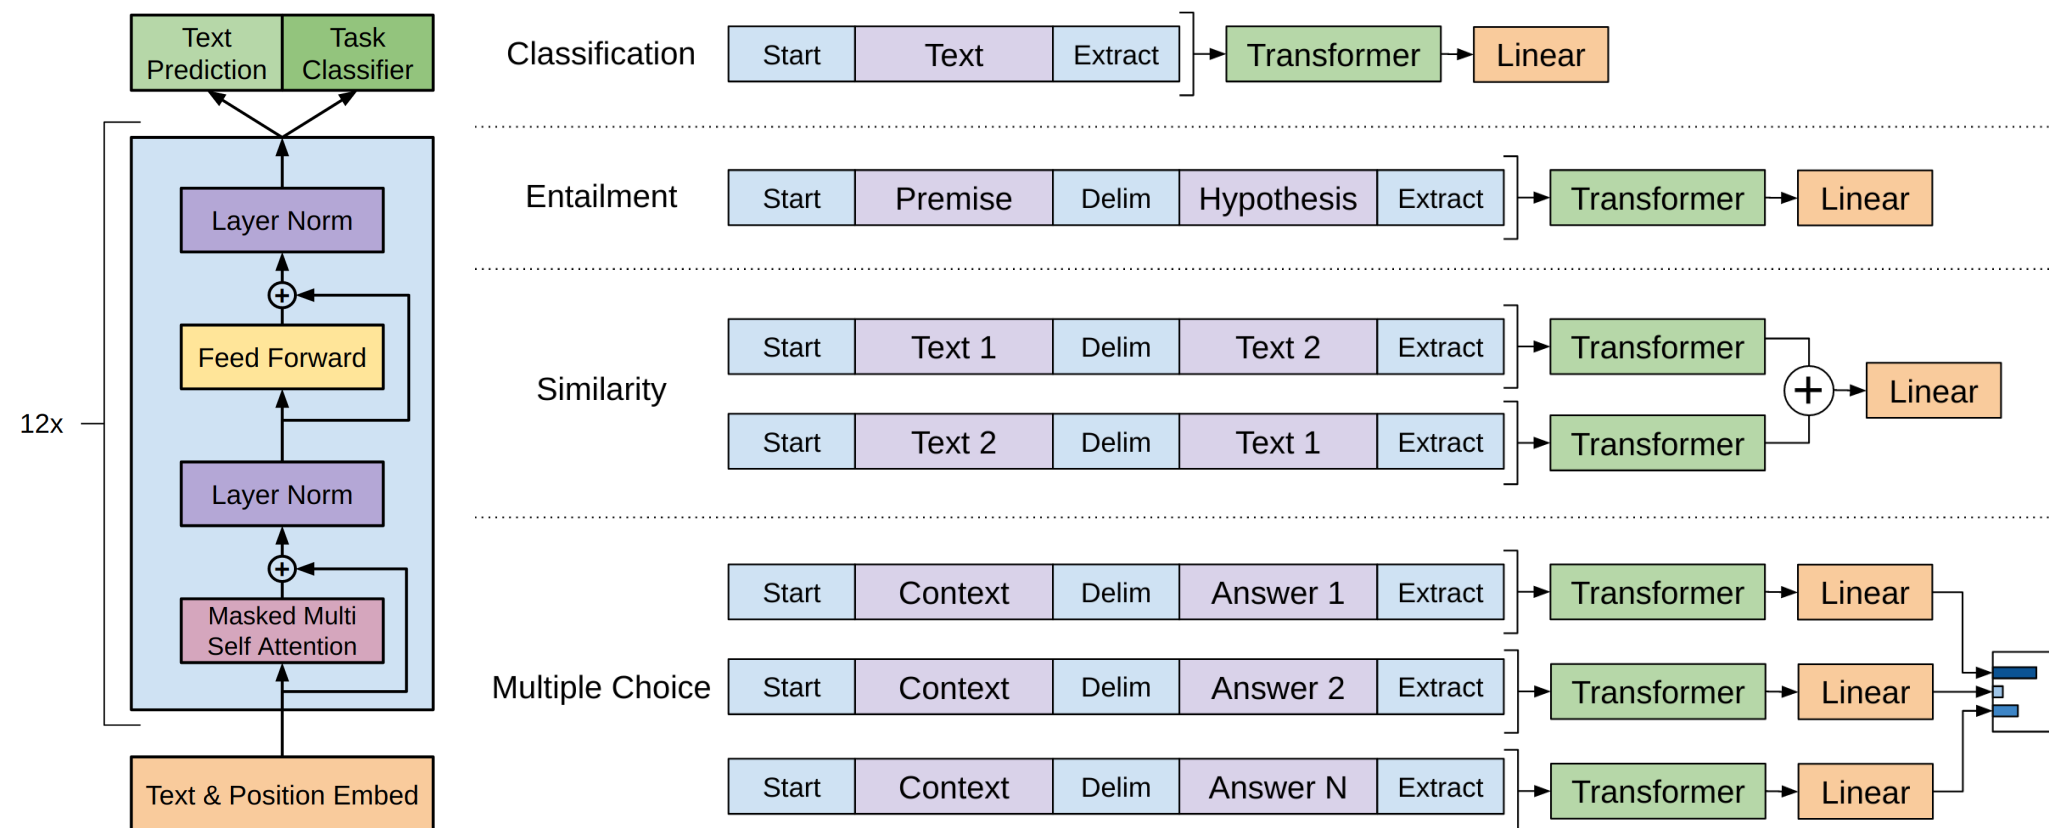 Text
Prediction
Task
Classifier
12x
Layer Norm
+
Feed Forward
Layer Norm
+
Masked Multi
Self Attention
Text & Position Embed
Classification
Start Text Extract Transformer Linear
Entailment
Start Premise Delim Hypothesis Extract Transformer Linear
Similarity
Start Text 1 Delim Text 2 Extract Transformer
Start Text 2 Delim Text 1 Extract Transformer
+
Linear
Multiple Choice
Start Context Delim Answer 1 Extract Transformer Linear
Start Context Delim Answer 2 Extract Transformer Linear
Start Context Delim Answer N Extract Transformer Linear